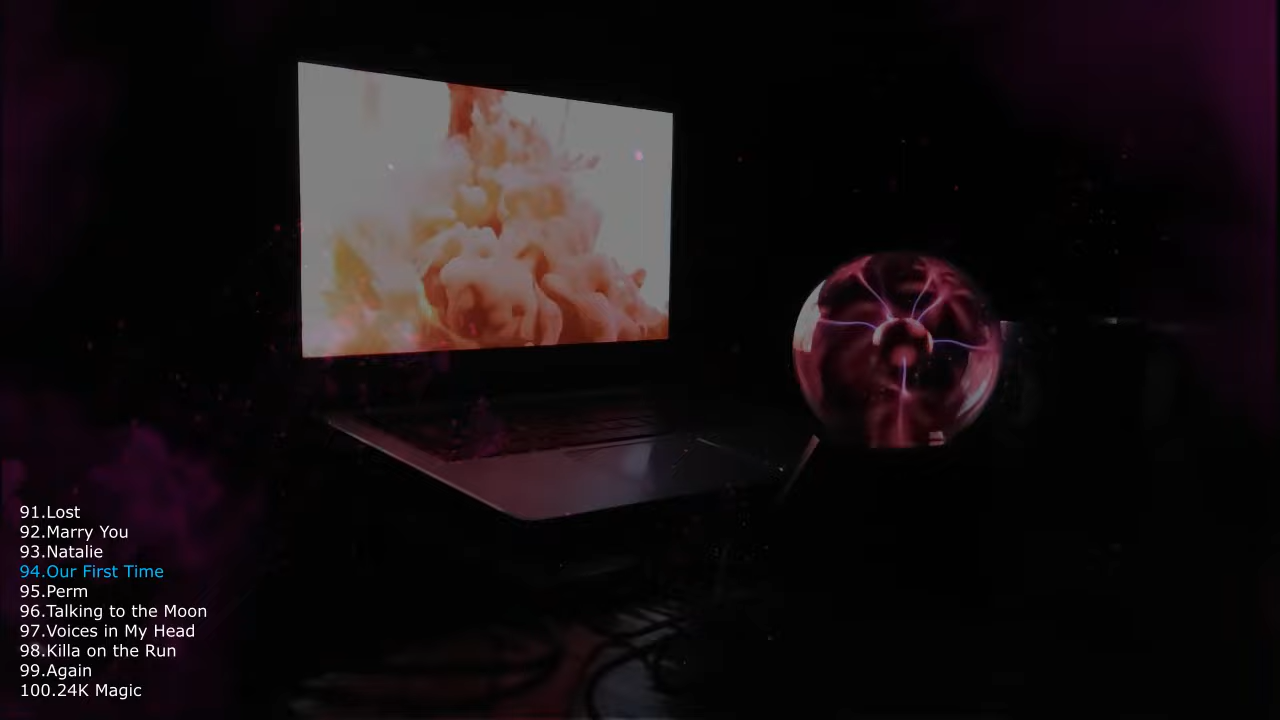 91.Lost
92.Marry You
93.Natalie
94.Our First Time
95.Perm
96.Talking to the Moon
97.Voices in My Head
98.Killa on the Run
99.Again
100.24K Magic